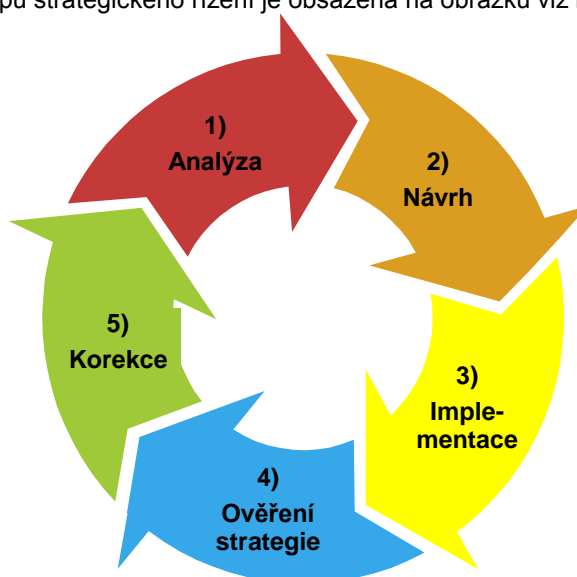 strategického řízení je obsažena na obrázku viz
1)
Analýza
2)
Návrh
3)
Imple-
mentace
4)
Ověření
strategie
5)
Korekce